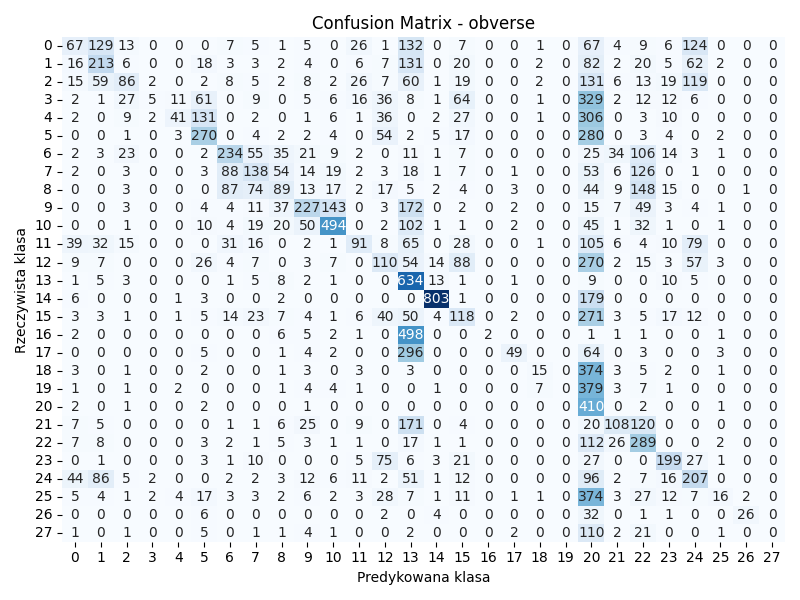 Confusion Matrix - obverse
Rzeczywista klasa
0 67 129 13 0 0 0 7 5 1 5 0 26 1 132 0 7 0 0 1 0 67 4 9 6 124 0 0 0
1 16 213 6 0 0 18 3 3 2 4 0 6 7 131 0 20 0 0 2 0 82 2 20 5 62 2 0 0
2 15 59 86 2 0 2 8 5 2 8 2 26 7 60 1 19 0 0 2 0 131 6 13 19 119 0 0 0
3 2 1 27 5 11 61 0 9 0 5 6 16 36 8 1 64 0 0 1 0 329 2 12 12 6 0 0 0
4 2 0 9 2 41 131 0 2 0 1 6 1 36 0 2 27 0 0 1 0 306 0 3 10 0 0 0 0
5 0 0 1 0 3 270 0 4 2 2 4 0 54 2 5 17 0 0 0 0 280 0 3 4 0 2 0 0
6 2 3 23 0 0 2 234 55 35 21 9 2 0 11 1 7 0 0 0 0 25 34 106 14 3 1 0 0
7 2 0 3 0 0 3 88 138 54 14 19 2 3 18 1 7 0 1 0 0 53 6 126 0 1 0 0 0
8 0 0 3 0 0 0 87 74 89 13 17 2 17 5 2 4 0 3 0 0 44 9 148 15 0 0 1 0
9 0 0 3 0 0 4 4 11 37 227 143 0 3 172 0 2 0 2 0 0 15 7 49 3 4 1 0 0
10 0 0 1 0 0 10 4 19 20 50 494 0 2 102 1 1 0 2 0 0 45 1 32 1 0 1 0 0
11 39 32 15 0 0 0 31 16 0 2 1 91 8 65 0 28 0 0 1 0 105 6 4 10 79 0 0 0
12 9 7 0 0 0 26 4 7 0 3 7 0 110 54 14 88 0 0 0 0 270 2 15 3 57 3 0 0
13 1 5 3 0 0 0 1 5 8 2 1 0 0 634 13 1 0 1 0 0 9 0 0 10 5 0 0 0
14 6 0 0 0 1 3 0 0 2 0 0 0 0 0 803 0 0 0 0 0 179 0 0 0 0 0 0 0
15 3 3 1 0 1 5 14 23 7 4 1 6 40 50 4 118 0 2 0 0 271 3 5 17 12 0 0 0
16 2 0 0 0 0 0 0 0 6 5 2 1 0 498 0 0 2 0 0 0 1 1 1 0 0 1 0 0
17 0 0 0 0 0 5 0 0 1 4 2 0 0 296 0 0 0 49 0 0 64 0 3 0 0 3 0 0
18 3 0 1 0 0 2 0 0 1 3 0 3 0 3 0 0 0 0 15 0 374 3 5 2 0 1 0 0
19 1 0 1 0 2 0 0 0 1 4 4 1 0 0 1 0 0 0 7 0 379 3 7 1 0 0 0 0
20 2 0 1 0 0 2 0 0 0 1 0 0 0 0 0 0 0 0 0 0 410 0 2 0 0 1 0 0
21 7 5 0 0 0 0 1 1 6 25 0 9 0 171 0 4 0 0 0 0 20 108 120 0 0 0 0 0
22 7 8 0 0 0 3 2 1 5 3 1 1 0 17 1 1 0 0 0 0 112 26 289 0 0 2 0 0
23 0 1 0 0 0 3 1 10 0 0 0 5 75 6 3 21 0 0 0 0 27 0 0 199 27 1 0 0
24 44 86 5 2 0 0 2 2 3 12 6 11 2 51 1 12 0 0 0 0 96 2 7 16 207 0 0 0
25 5 4 1 2 4 17 3 3 2 6 2 3 28 7 1 11 0 1 1 0 374 3 27 12 7 16 2 0
26 0 0 0 0 0 6 0 0 0 0 0 0 2 0 4 0 0 0 0 0 32 0 1 1 0 0 26 0
27 1 0 1 0 0 5 0 1 1 4 1 0 0 2 0 0 0 2 0 0 110 2 21 0 0 1 0 0
0 1 2 3 4 5 6 7 8 9 10 11 12 13 14 15 16 17 18 19 20 21 22 23 24 25 26 27
Predykowana klasa